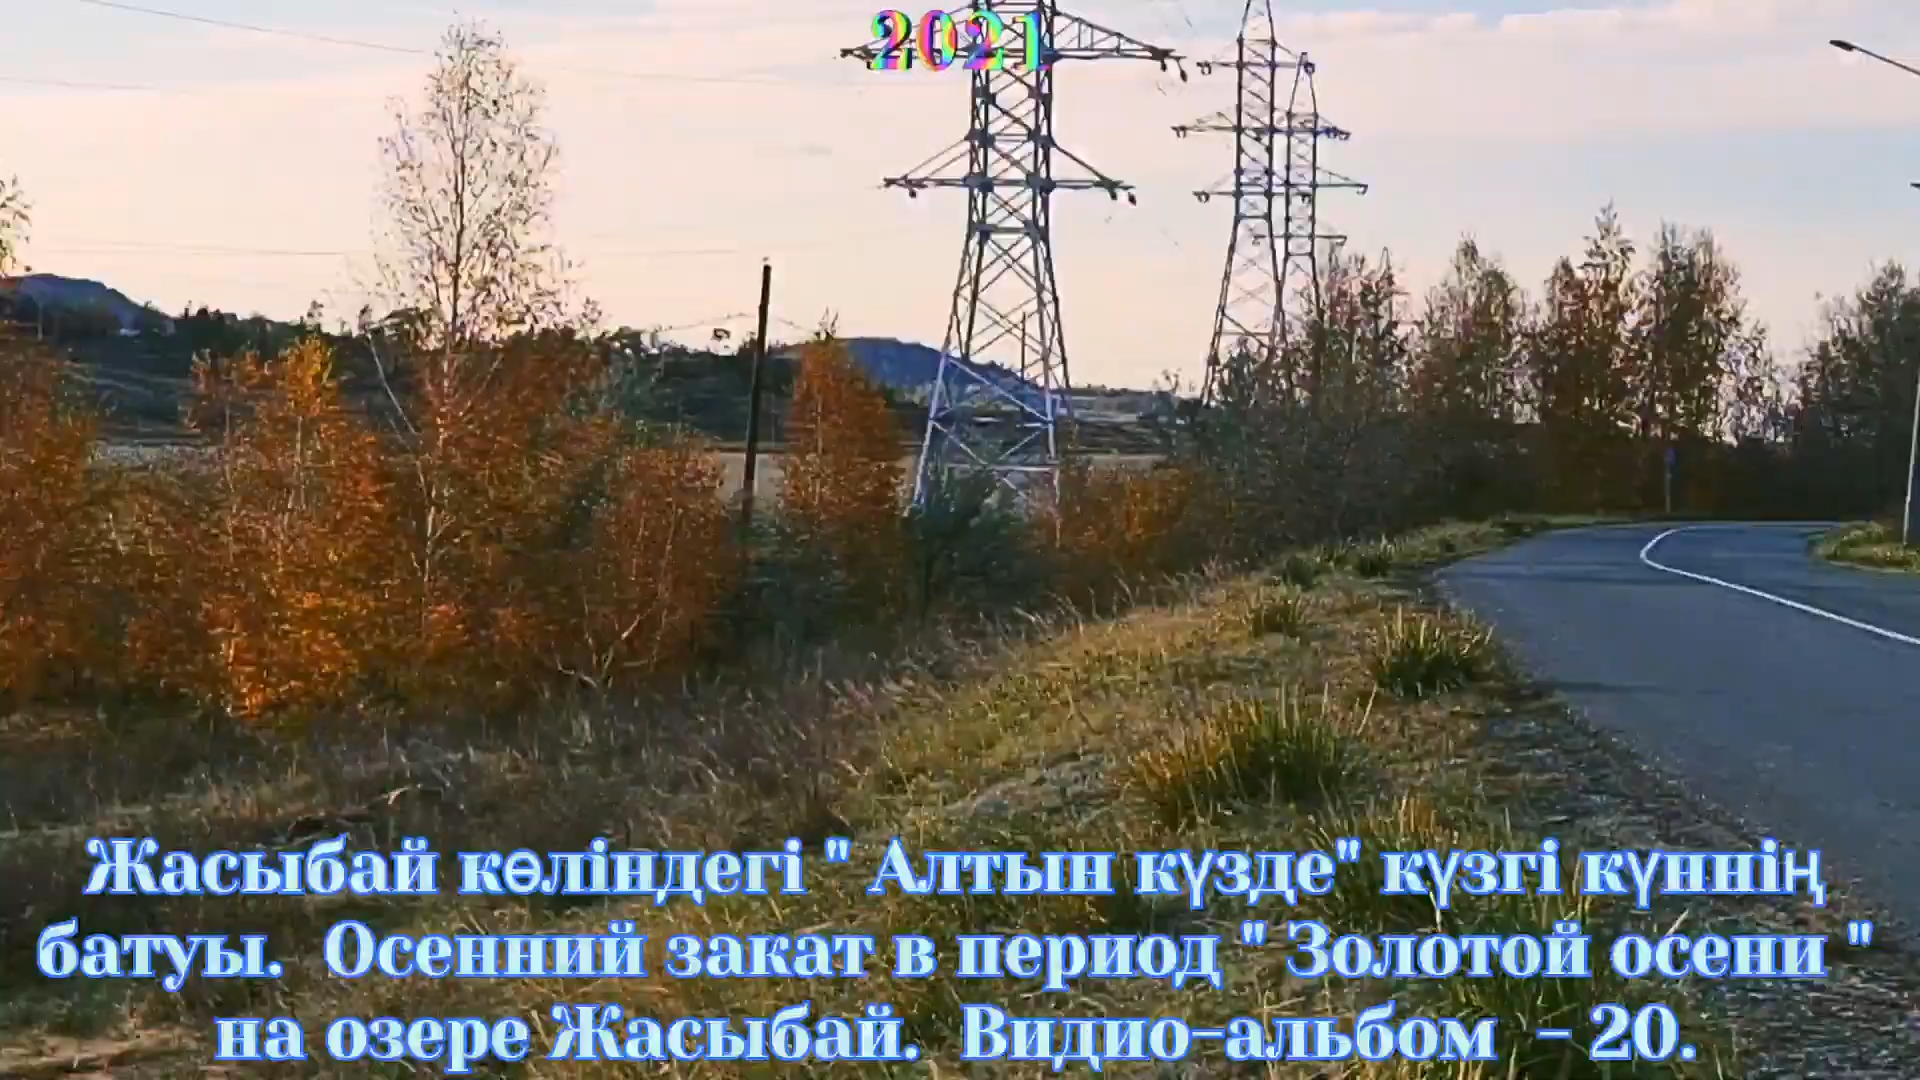 2021
Жасыбай көліндегі " Алтын күзде" күзгі күннің
батуы. Осенний закат в период " Золотой осени "
на озере Жасыбай. Видио-альбом - 20.